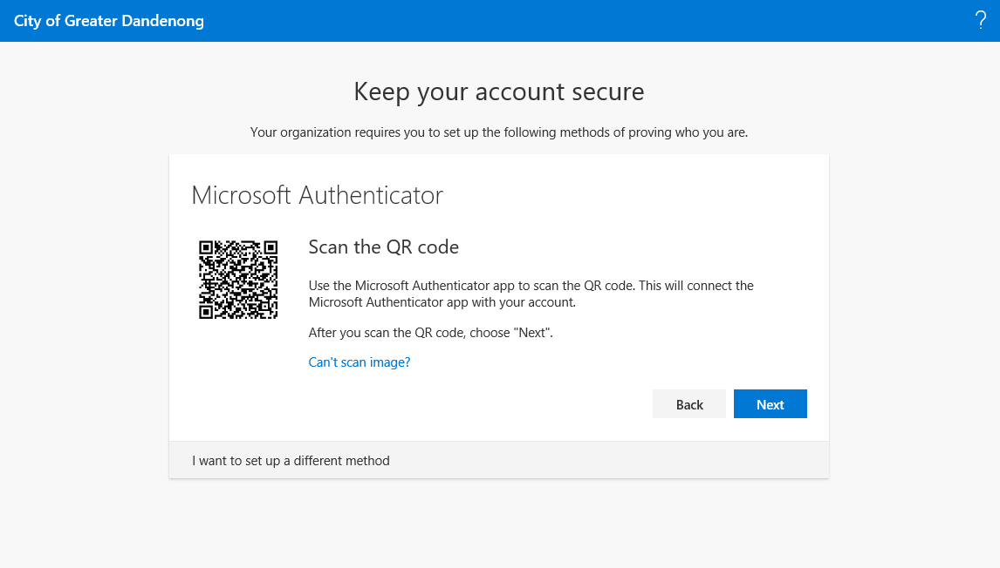 City of Greater Dandenong
?
Keep your account secure
Your organization requires you to set up the following methods of proving who you are.
Microsoft Authenticator
Scan the QR code
Use the Microsoft Authenticator app to scan the QR code. This will connect the
Microsoft Authenticator app with your account.
After you scan the QR code, choose "Next".
Can't scan image?
Back
Next
I want to set up a different method